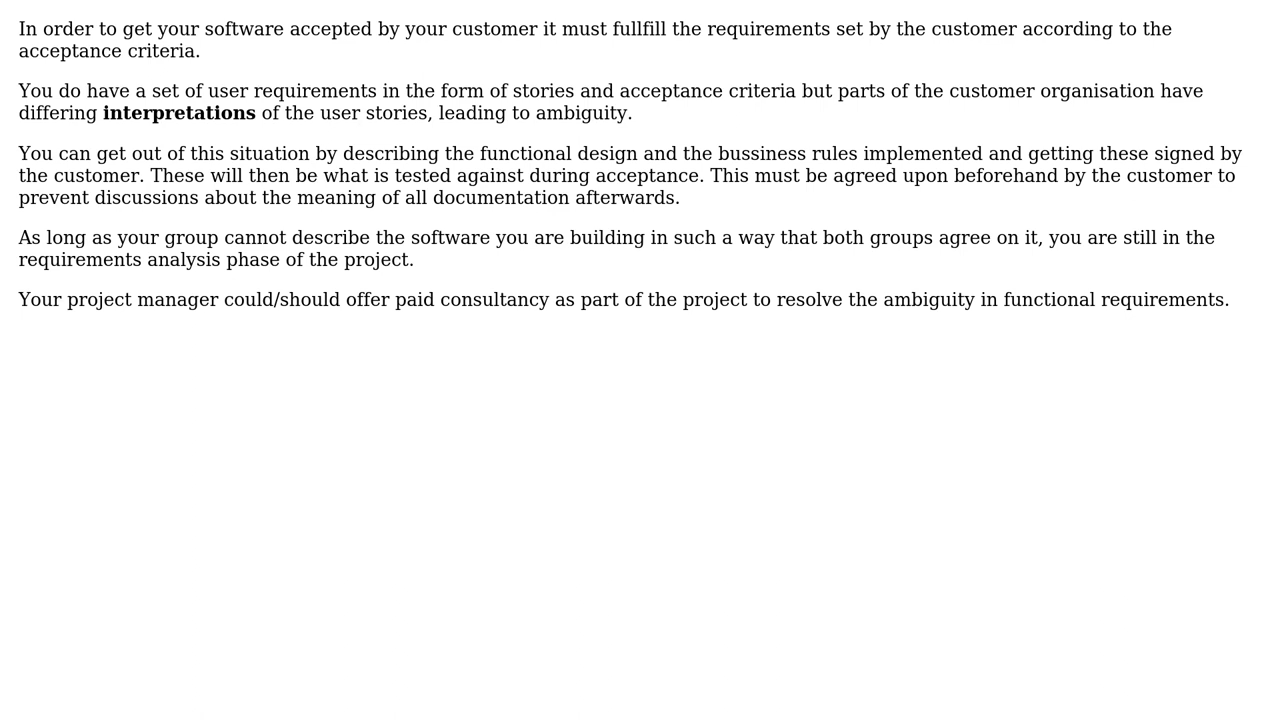 In order to get your software accepted by your customer it must fullfill the requirements set by the customer according to the
acceptance criteria.
You do have a set of user requirements in the form of stories and acceptance criteria but parts of the customer organisation have
differing interpretations of the user stories, leading to ambiguity.
You can get out of this situation by describing the functional design and the bussiness rules implemented and getting these signed by
the customer. These will then be what is tested against during acceptance. This must be agreed upon beforehand by the customer to
prevent discussions about the meaning of all documentation afterwards.
As long as your group cannot describe the software you are building in such a way that both groups agree on it, you are still in the
requirements analysis phase of the project.
Your project manager could/should offer paid consultancy as part of the project to resolve the ambiguity in functional requirements.